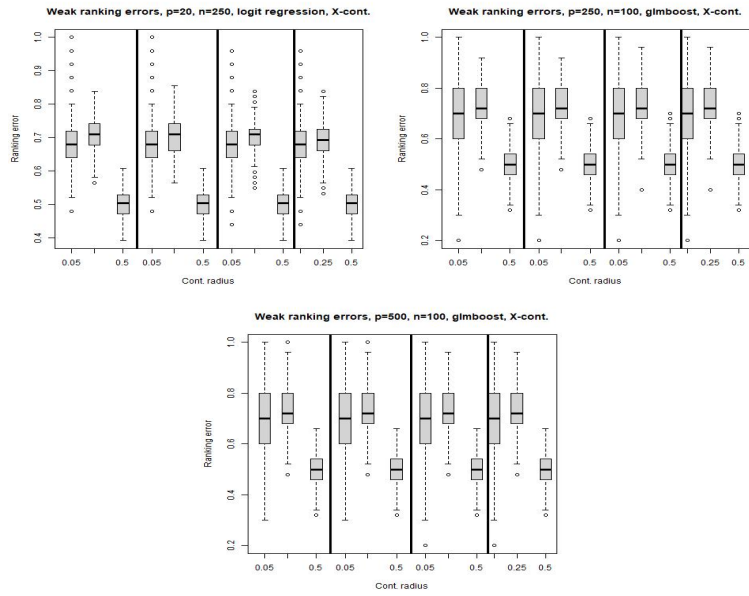 Weak ranking errors, p=20, n=250, logit regression, X-cont.
Ranking error
1.0
0.9
0.8
0.7
0.6
0.5
0.4
0.05 0.05 0.05 0.05 0.25 0.5
0.5 0.5 0.5
Cont. radius
Weak ranking errors, p=250, n=100, glmboost, X-cont.
Ranking error
1.0
0.8
0.6
0.4
0.2
0.05 0.5 0.05 0.5 0.05 0.5 0.05 0.25 0.5
Cont. radius
Weak ranking errors, p=500, n=100, glmboost, X-cont.
Ranking error
1.0
0.8
0.6
0.4
0.2
0.05 0.5 0.05 0.5 0.05 0.5 0.05 0.25 0.5
Cont. radius